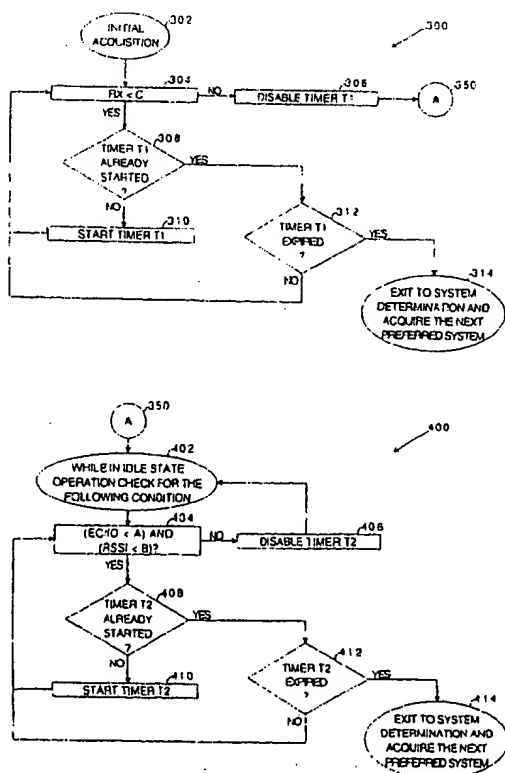 302
INITIAL
ACQUISITION
300
304
RX < C
NO
306
DISABLE TIMER T1
350
A
YES
308
TIMER T1
ALREADY
STARTED
?
YES
NO
310
START TIMER T1
312
TIMER T1
EXPIRED
?
YES
NO
314
EXIT TO SYSTEM
DETERMINATION AND
ACQUIRE THE NEXT
PREFERRED SYSTEM
350
A
400
402
WHILE IN IDLE STATE
OPERATION CHECK FOR THE
FOLLOWING CONDITION
404
(EC/IO < A) AND
(RSSI < B)?
NO
406
DISABLE TIMER T2
YES
408
TIMER T2
ALREADY
STARTED
?
YES
NO
410
START TIMER T2
412
TIMER T2
EXPIRED
?
YES
NO
414
EXIT TO SYSTEM
DETERMINATION AND
ACQUIRE THE NEXT
PREFERRED SYSTEM